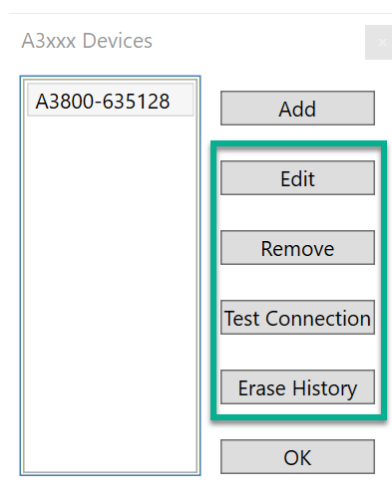 A3xxx Devices
A3800-635128
Add
Edit
Remove
Test Connection
Erase History
OK